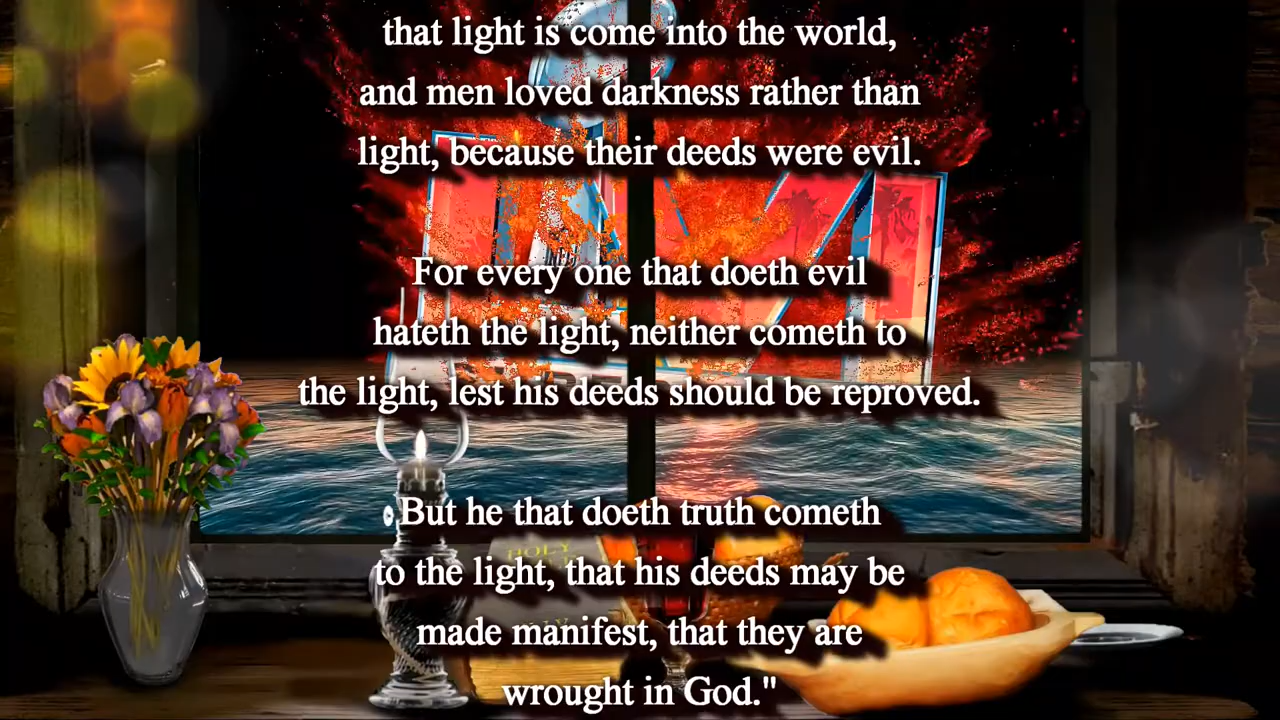 that light is come into the world,
and men loved darkness rather than
light, because their deeds were evil.
For every one that doeth evil
hateth the light, neither cometh to
the light, lest his deeds should be reproved.
But he that doeth truth cometh
to the light, that his deeds may be
made manifest, that they are
wrought in God."
HOLY